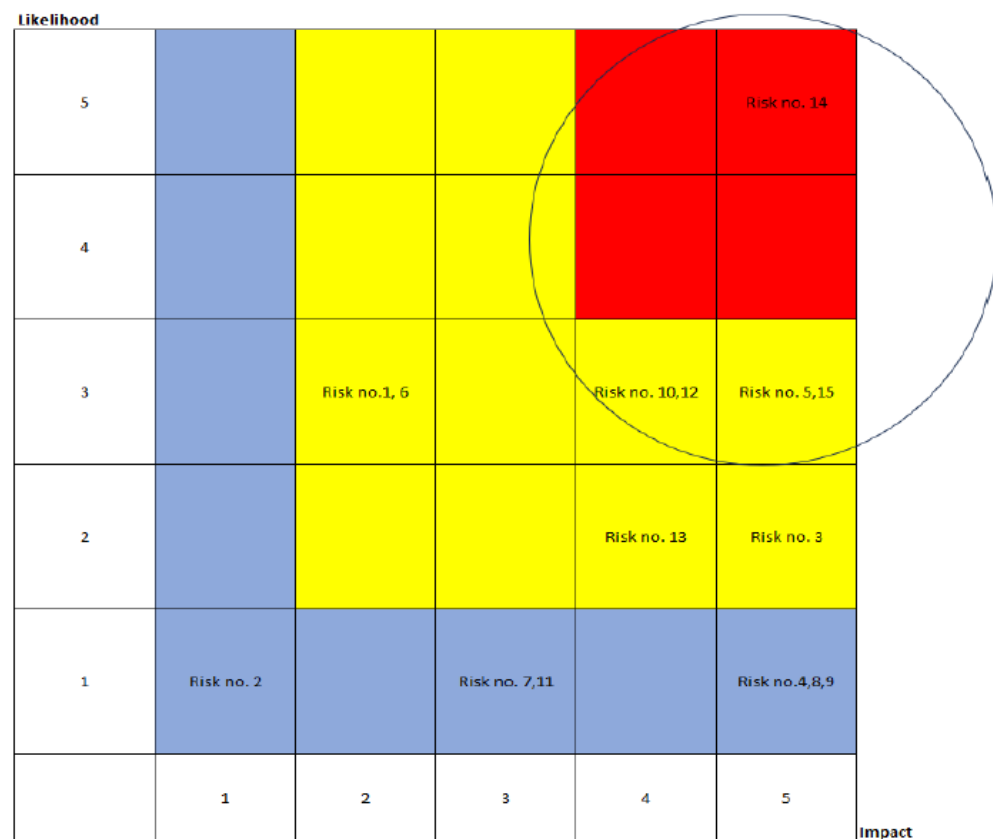 Likelihood
5
Risk no. 14
4
3
Risk no.1, 6
Risk no. 10,12
Risk no. 5,15
2
Risk no. 13
Risk no. 3
1
Risk no. 2
Risk no. 7,11
Risk no.4,8,9
1
2
3
4
5
Impact